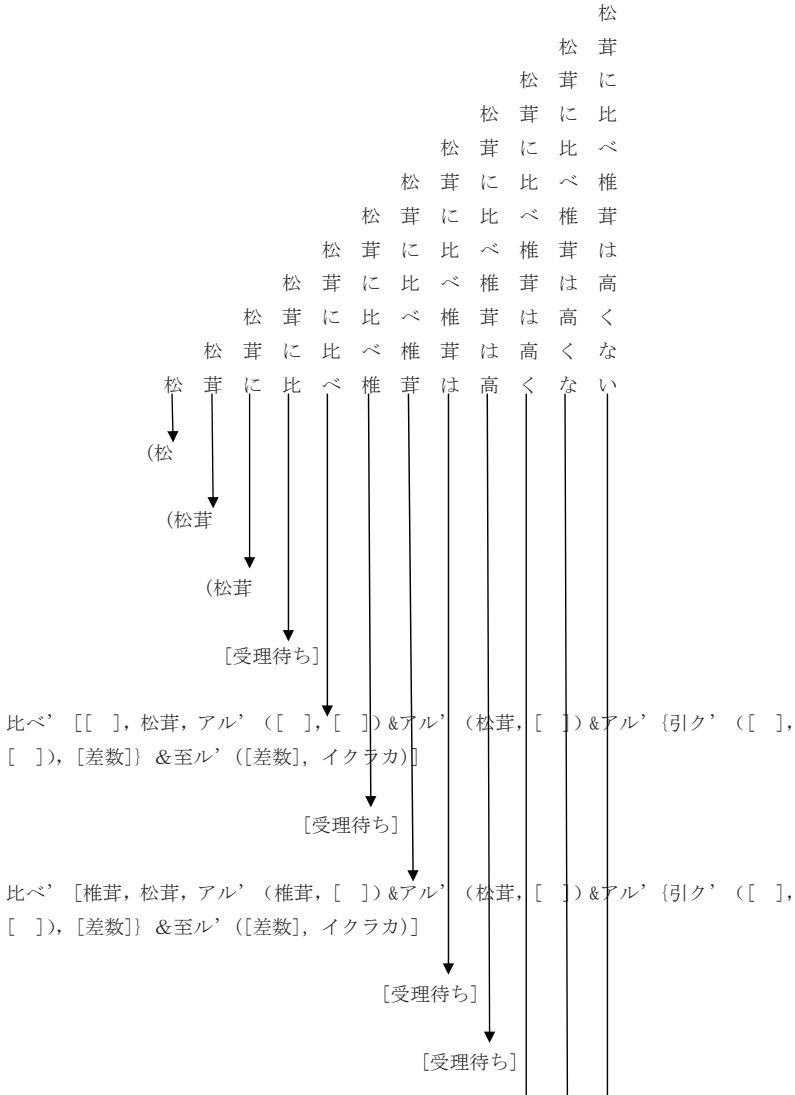 松
松茸
松茸に
松茸に比
松茸に比べ
松茸に比べ椎
松茸に比べ椎茸
松茸に比べ椎茸は
松茸に比べ椎茸は高
松茸に比べ椎茸は高く
松茸に比べ椎茸は高くな
松茸に比べ椎茸は高くない
(松
(松茸
(松茸
[受理待ち]
比べ’[[ ],松茸,アル’([ ],[ ])&アル’(松茸,[ ])&アル’{引ク’([ ],
[ ]),[差数]}&至ル’([差数],イクラカ)]
[受理待ち]
比べ’[椎茸,松茸,アル’(椎茸,[ ])&アル’(松茸,[ ])&アル’{引ク’([ ],
[ ]),[差数]}&至ル’([差数],イクラカ)]
[受理待ち]
[受理待ち]